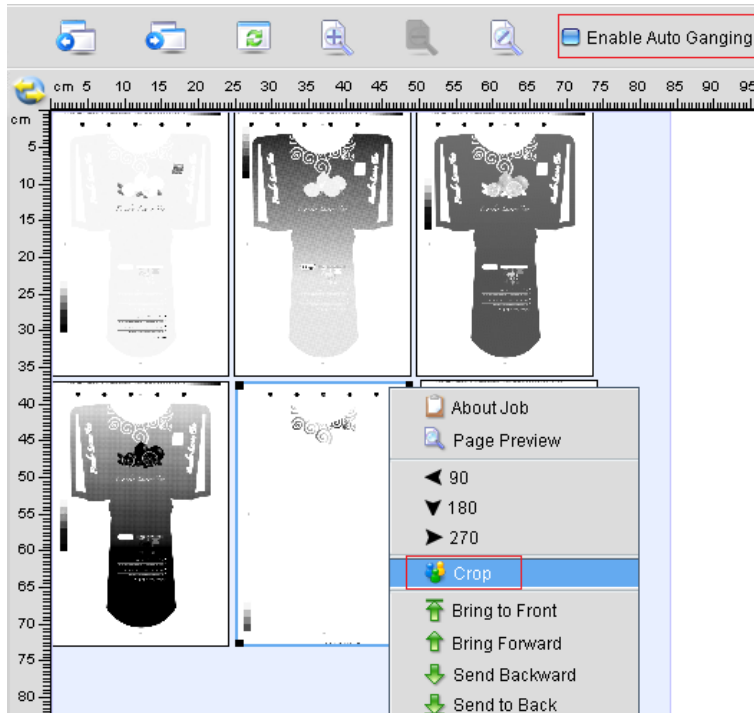 Enable Auto Ganging
cm 5 10 15 20 25 30 35 40 45 50 55 60 65 70 75 80 85 90 95
cm
5
10
15
20
25
30
35
40
45
50
55
60
65
70
75
80
About Job
Page Preview
90
180
270
Crop
Bring to Front
Bring Forward
Send Backward
Send to Back